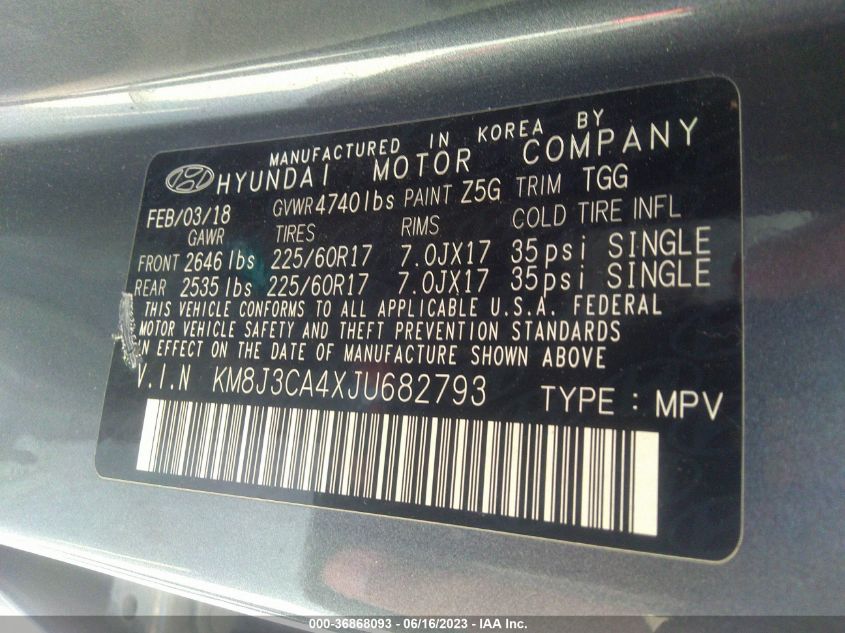 MANUFACTURED IN KOREA BY
HYUNDAI MOTOR COMPANY
FEB/03/18 GVWR 4740lbs PAINT Z5G TRIM TGG
GAWR TIRES RIMS COLD TIRE INFL
FRONT 2646 lbs 225/60R17 7.0JX17 35psi SINGLE
REAR 2535 lbs 225/60R17 7.0JX17 35psi SINGLE
THIS VEHICLE CONFORMS TO ALL APPLICABLE U.S.A. FEDERAL
MOTOR VEHICLE SAFETY AND THEFT PREVENTION STANDARDS
IN EFFECT ON THE DATE OF MANUFACTURE SHOWN ABOVE
V.I.N KM8J3CA4XJU682793 TYPE : MPV
000-36868093 - 06/16/2023 - IAA Inc.